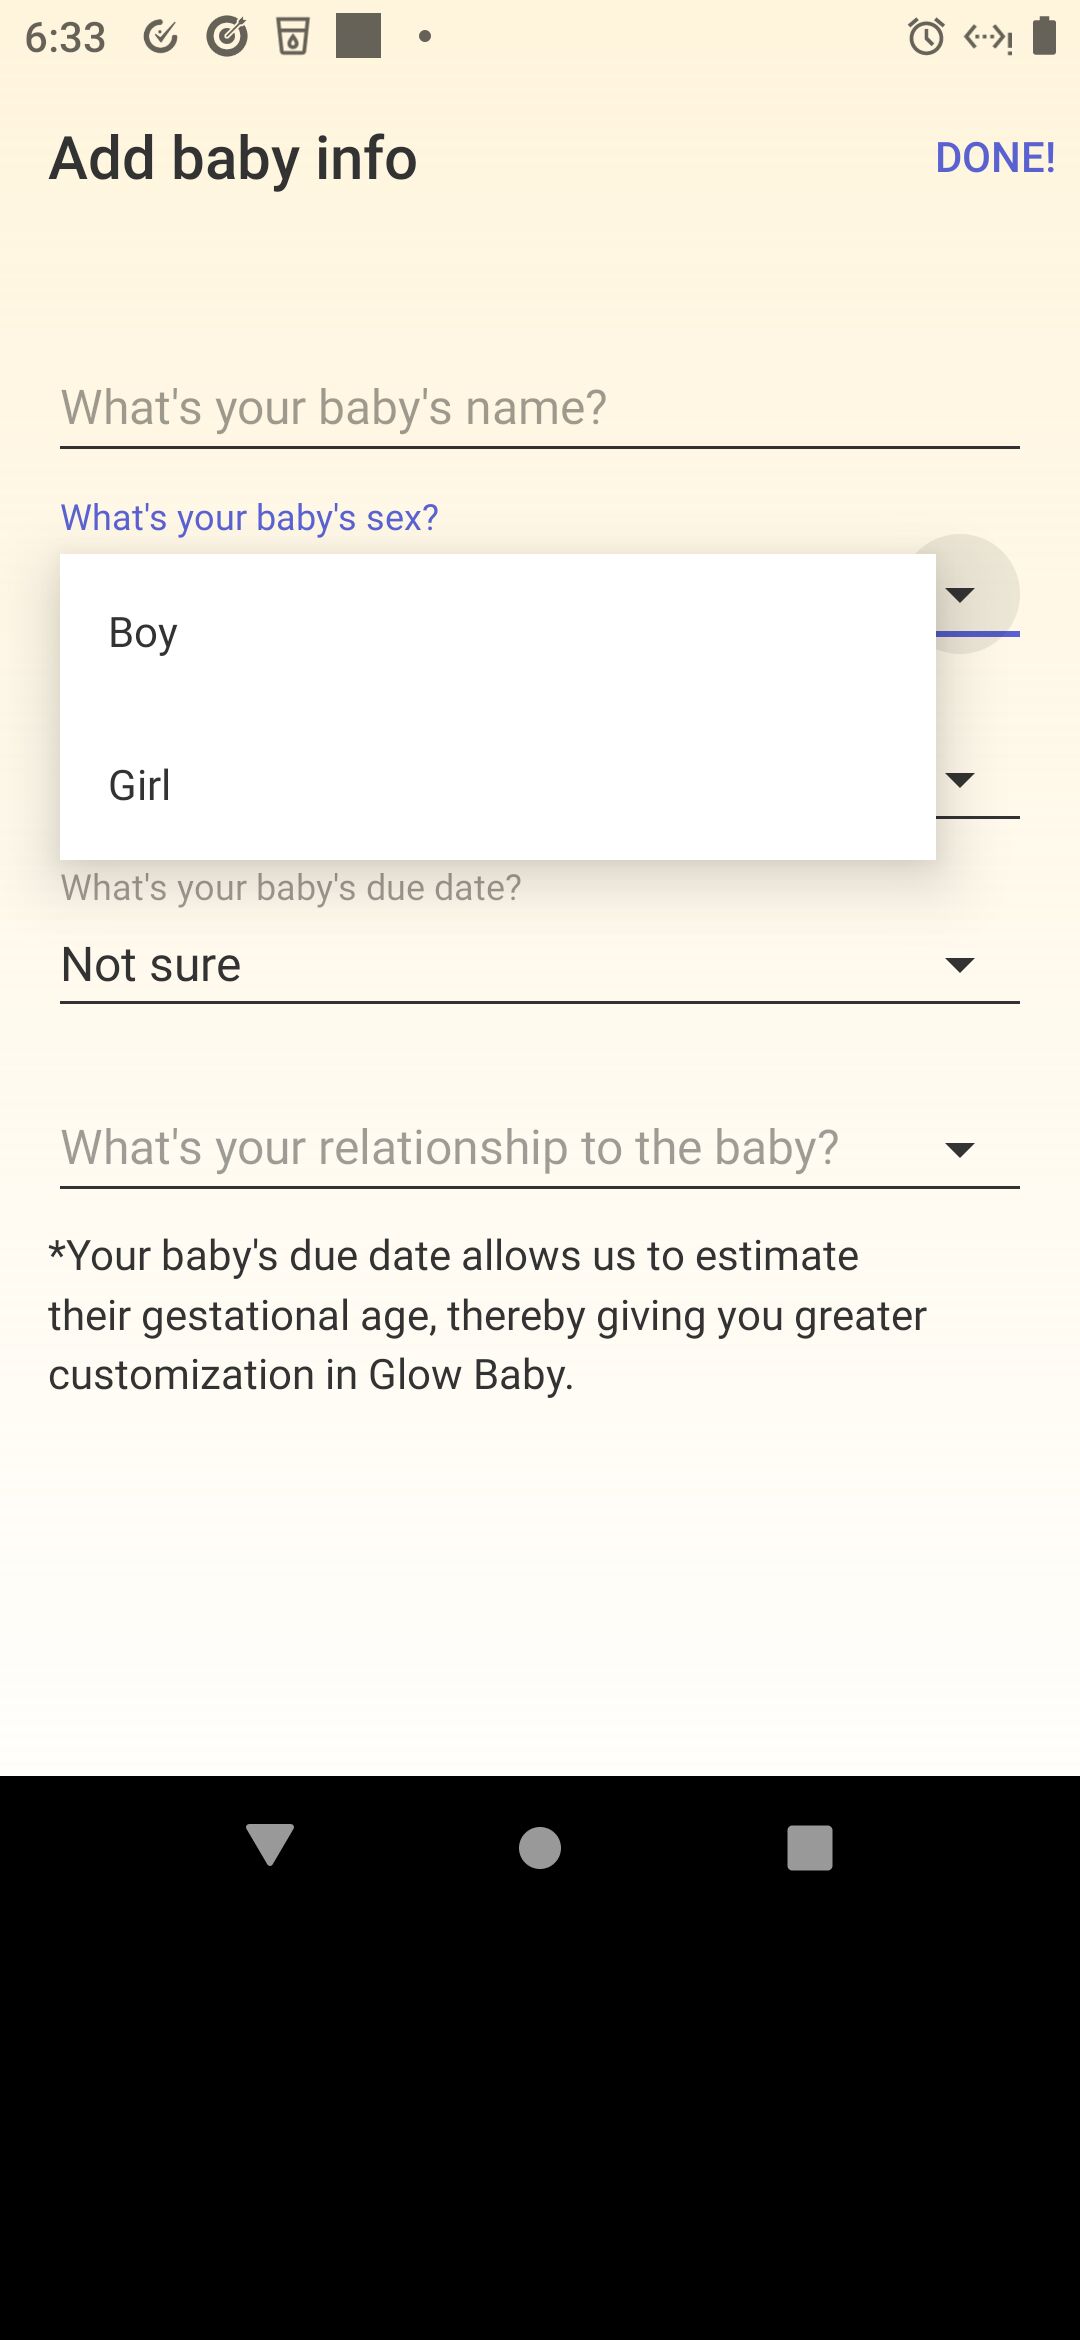 6:33
Add baby info
DONE!
What's your baby's name?
What's your baby's sex?
Boy
Girl
What's your baby's due date?
Not sure
What's your relationship to the baby?
*Your baby's due date allows us to estimate
their gestational age, thereby giving you greater
customization in Glow Baby.